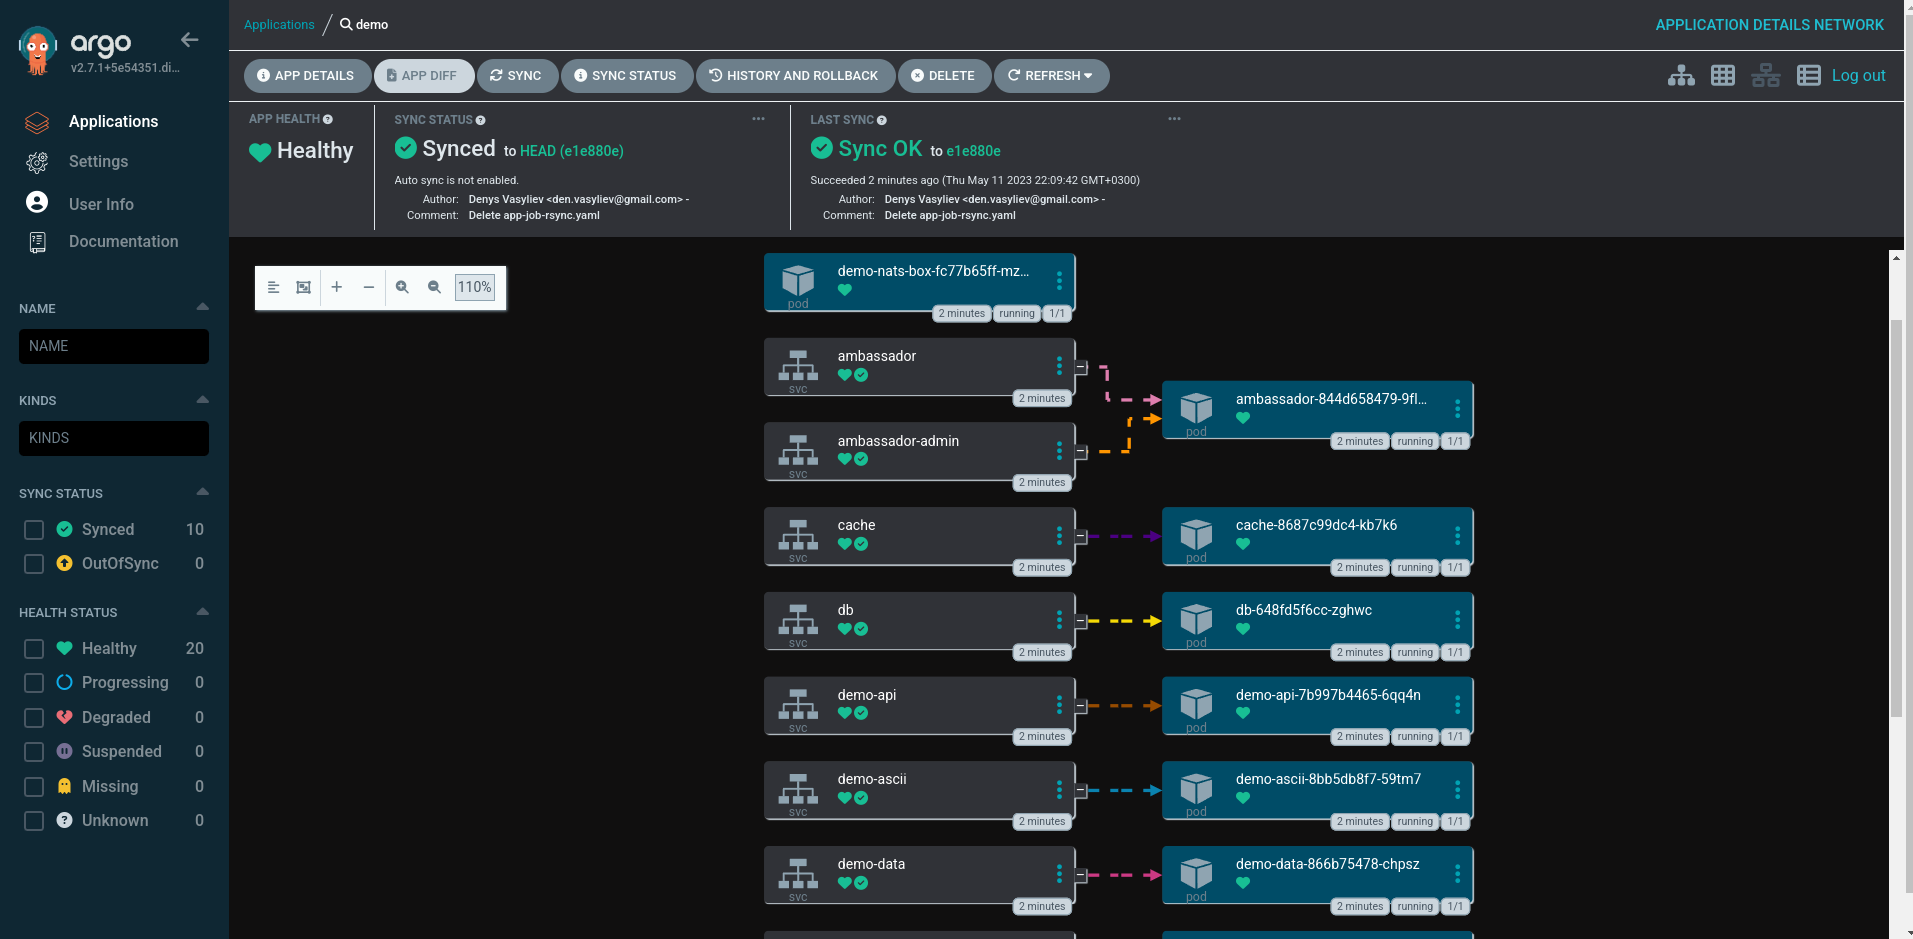 argo
v2.7.1+5e54351.di...
Applications
Settings
User Info
Documentation
NAME
NAME
KINDS
KINDS
SYNC STATUS
Synced 10
OutOfSync 0
HEALTH STATUS
Healthy 20
Progressing 0
Degraded 0
Suspended 0
Missing 0
Unknown 0
Applications / demo
APPLICATION DETAILS NETWORK
APP DETAILS
APP DIFF
SYNC
SYNC STATUS
HISTORY AND ROLLBACK
DELETE
REFRESH
Log out
APP HEALTH
Healthy
SYNC STATUS
Synced to HEAD (e1e880e)
Auto sync is not enabled.
Author: Denys Vasyliev <den.vasyliev@gmail.com> -
Comment: Delete app-job-rsync.yaml
LAST SYNC
Sync OK to e1e880e
Succeeded 2 minutes ago (Thu May 11 2023 22:09:42 GMT+0300)
Author: Denys Vasyliev <den.vasyliev@gmail.com> -
Comment: Delete app-job-rsync.yaml
110%
demo-nats-box-fc77b65ff-mz...
pod
2 minutes running 1/1
ambassador
svc
2 minutes
ambassador-844d658479-9fl...
pod
2 minutes running 1/1
ambassador-admin
svc
2 minutes
cache
svc
2 minutes
cache-8687c99dc4-kb7k6
pod
2 minutes running 1/1
db
svc
2 minutes
db-648fd5f6cc-zghwc
pod
2 minutes running 1/1
demo-api
svc
2 minutes
demo-api-7b997b4465-6qq4n
pod
2 minutes running 1/1
demo-ascii
svc
2 minutes
demo-ascii-8bb5db8f7-59tm7
pod
2 minutes running 1/1
demo-data
svc
2 minutes
demo-data-866b75478-chpsz
pod
2 minutes running 1/1